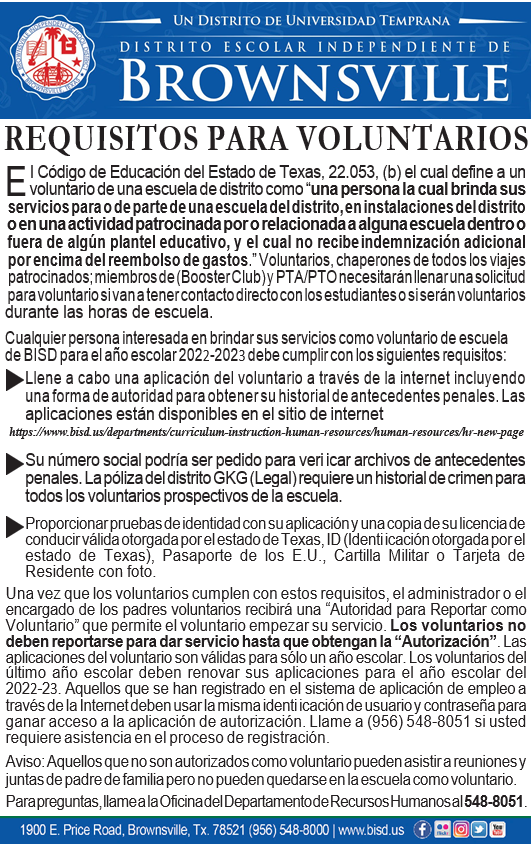 Un Distrito de Universidad Temprana
DISTRITO ESCOLAR INDEPENDIENTE DE
BROWNSVILLE
REQUISITOS PARA VOLUNTARIOS
El Código de Educación del Estado de Texas, 22.053, (b) el cual define a un
voluntario de una escuela de distrito como “una persona la cual brinda sus
servicios para o de parte de una escuela del distrito, en instalaciones del distrito
o en una actividad patrocinada por o relacionada a alguna escuela dentro o
fuera de algún plantel educativo, y el cual no recibe indemnización adicional
por encima del reembolso de gastos.” Voluntarios, chaperones de todos los viajes
patrocinados; miembros de (Booster Club) y PTA/PTO necesitarán llenar una solicitud
para voluntario si van a tener contacto directo con los estudiantes o si serán voluntarios
durante las horas de escuela.
Cualquier persona interesada en brindar sus servicios como voluntario de escuela
de BISD para el año escolar 2022-2023 debe cumplir con los siguientes requisitos:
▶Llene a cabo una aplicación del voluntario a través de la internet incluyendo
una forma de autoridad para obtener su historial de antecedentes penales. Las
aplicaciones están disponibles en el sitio de internet
https://www.bisd.us/departments/curriculum-instruction-human-resources/human-resources/hr-new-page
▶Su número social podría ser pedido para veri icar archivos de antecedentes
penales. La póliza del distrito GKG (Legal) requiere un historial de crimen para
todos los voluntarios prospectivos de la escuela.
▶Proporcionar pruebas de identidad con su aplicación y una copia de su licencia de
conducir válida otorgada por el estado de Texas, ID (Identi icación otorgada por el
estado de Texas), Pasaporte de los E.U., Cartilla Militar o Tarjeta de
Residente con foto.
Una vez que los voluntarios cumplen con estos requisitos, el administrador o el
encargado de los padres voluntarios recibirá una “Autoridad para Reportar como
Voluntario” que permite el voluntario empezar su servicio. Los voluntarios no
deben reportarse para dar servicio hasta que obtengan la “Autorización”. Las
aplicaciones del voluntario son válidas para sólo un año escolar. Los voluntarios del
último año escolar deben renovar sus aplicaciones para el año escolar del
2022-23. Aquellos que se han registrado en el sistema de aplicación de empleo a
través de la Internet deben usar la misma identi icación de usuario y contraseña para
ganar acceso a la aplicación de autorización. Llame a (956) 548-8051 si usted
requiere asistencia en el proceso de registración.
Aviso: Aquellos que no son autorizados como voluntario pueden asistir a reuniones y
juntas de padre de familia pero no pueden quedarse en la escuela como voluntario.
Para preguntas, llame a la Oficina del Departamento de Recursos Humanos al 548-8051.
1900 E. Price Road, Brownsville, Tx. 78521 (956) 548-8000 | www.bisd.us